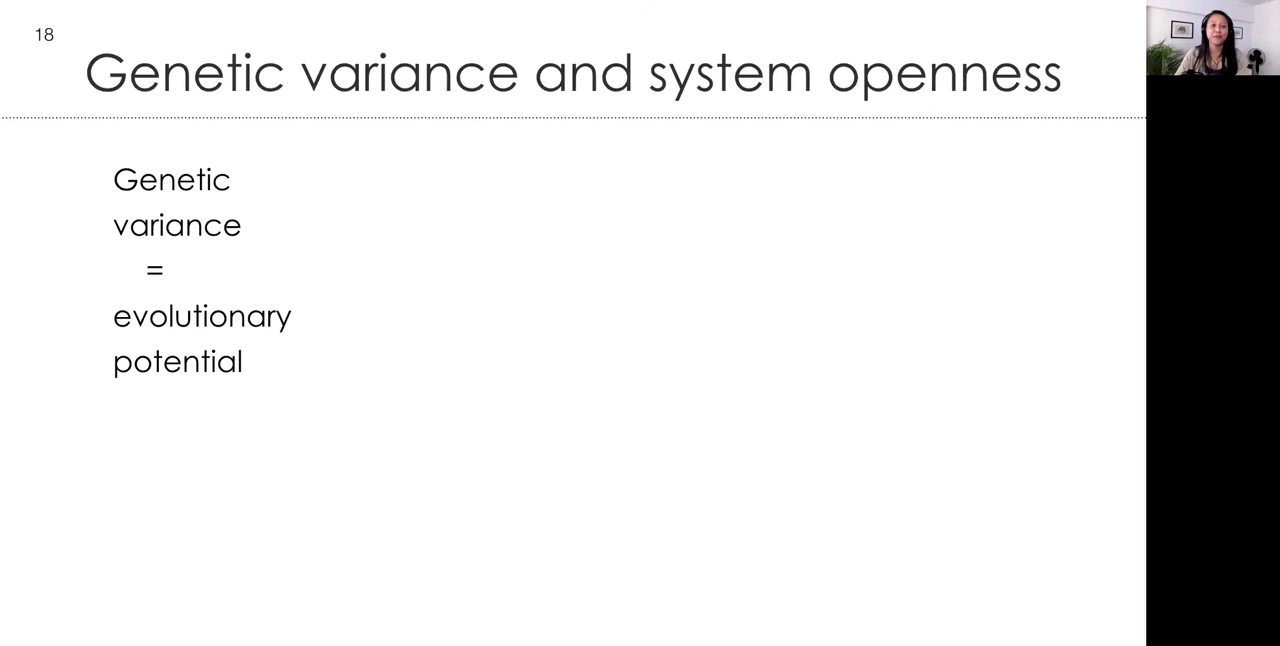 18
Genetic variance and system openness
Genetic
variance
=
evolutionary
potential